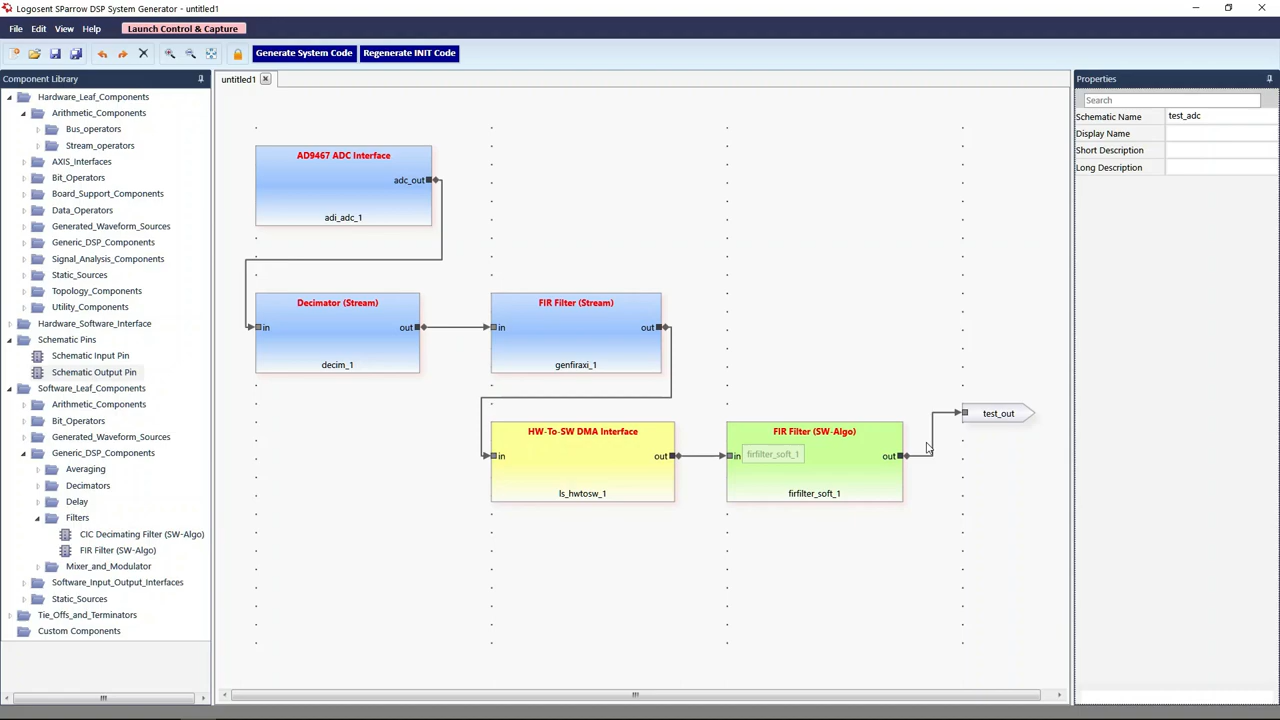 Logosent SParrow DSP System Generator - untitled1
File Edit View Help Launch Control & Capture
Generate System Code Regenerate INIT Code
Component Library
Hardware_Leaf_Components
Arithmetic_Components
Bus_operators
Stream_operators
AXIS_Interfaces
Bit_Operators
Board_Support_Components
Data_Operators
Generated_Waveform_Sources
Generic_DSP_Components
Signal_Analysis_Components
Static_Sources
Topology_Components
Utility_Components
Hardware_Software_Interface
Schematic Pins
Schematic Input Pin
Schematic Output Pin
Software_Leaf_Components
Arithmetic_Components
Bit_Operators
Generated_Waveform_Sources
Generic_DSP_Components
Averaging
Decimators
Delay
Filters
CIC Decimating Filter (SW-Algo)
FIR Filter (SW-Algo)
Mixer_and_Modulator
Software_Input_Output_Interfaces
Static_Sources
Tie_Offs_and_Terminators
Custom Components
untitled1
AD9467 ADC Interface
adc_out
adi_adc_1
Decimator (Stream)
in out
decim_1
FIR Filter (Stream)
in out
genfiraxi_1
HW-To-SW DMA Interface
in out
ls_hwtosw_1
FIR Filter (SW-Algo)
in firfilter_soft_1 out
firfilter_soft_1
test_out
Properties
Search
Schematic Name test_adc
Display Name
Short Description
Long Description